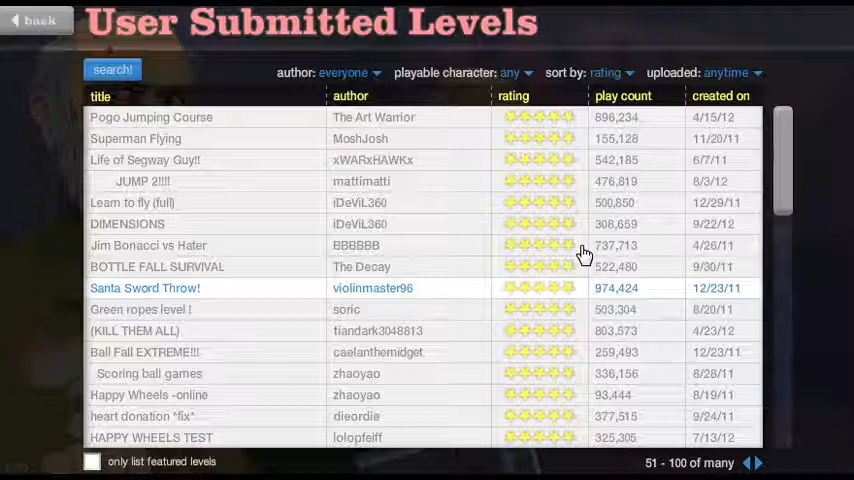 back User Submitted Levels
search! author: everyone playable character: any sort by: rating uploaded: anytime
title author rating play count created on
Pogo Jumping Course The Art Warrior 896,234 4/15/12
Superman Flying MoshJosh 155,128 11/20/11
Life of Segway Guy!! xWARxHAWKx 542,185 6/7/11
JUMP 2!!!! mattimatti 476,819 8/3/12
Learn to fly (full) iDeViL360 500,850 12/29/11
DIMENSIONS iDeViL360 308,659 9/22/12
Jim Bonacci vs Hater BBBBBB 737,713 4/26/11
BOTTLE FALL SURVIVAL The Decay 522,480 9/30/11
Santa Sword Throw! violinmaster96 974,424 12/23/11
Green ropes level ! soric 503,304 8/20/11
(KILL THEM ALL) tiandark3048813 803,573 4/23/12
Ball Fall EXTREME!!! caelanthemidget 259,493 12/23/11
Scoring ball games zhaoyao 336,156 8/28/11
Happy Wheels -online zhaoyao 93,444 8/19/11
heart donation *fix* dieordie 377,515 9/24/11
HAPPY WHEELS TEST lolopfeiff 325,305 7/13/12
only list featured levels 51 - 100 of many